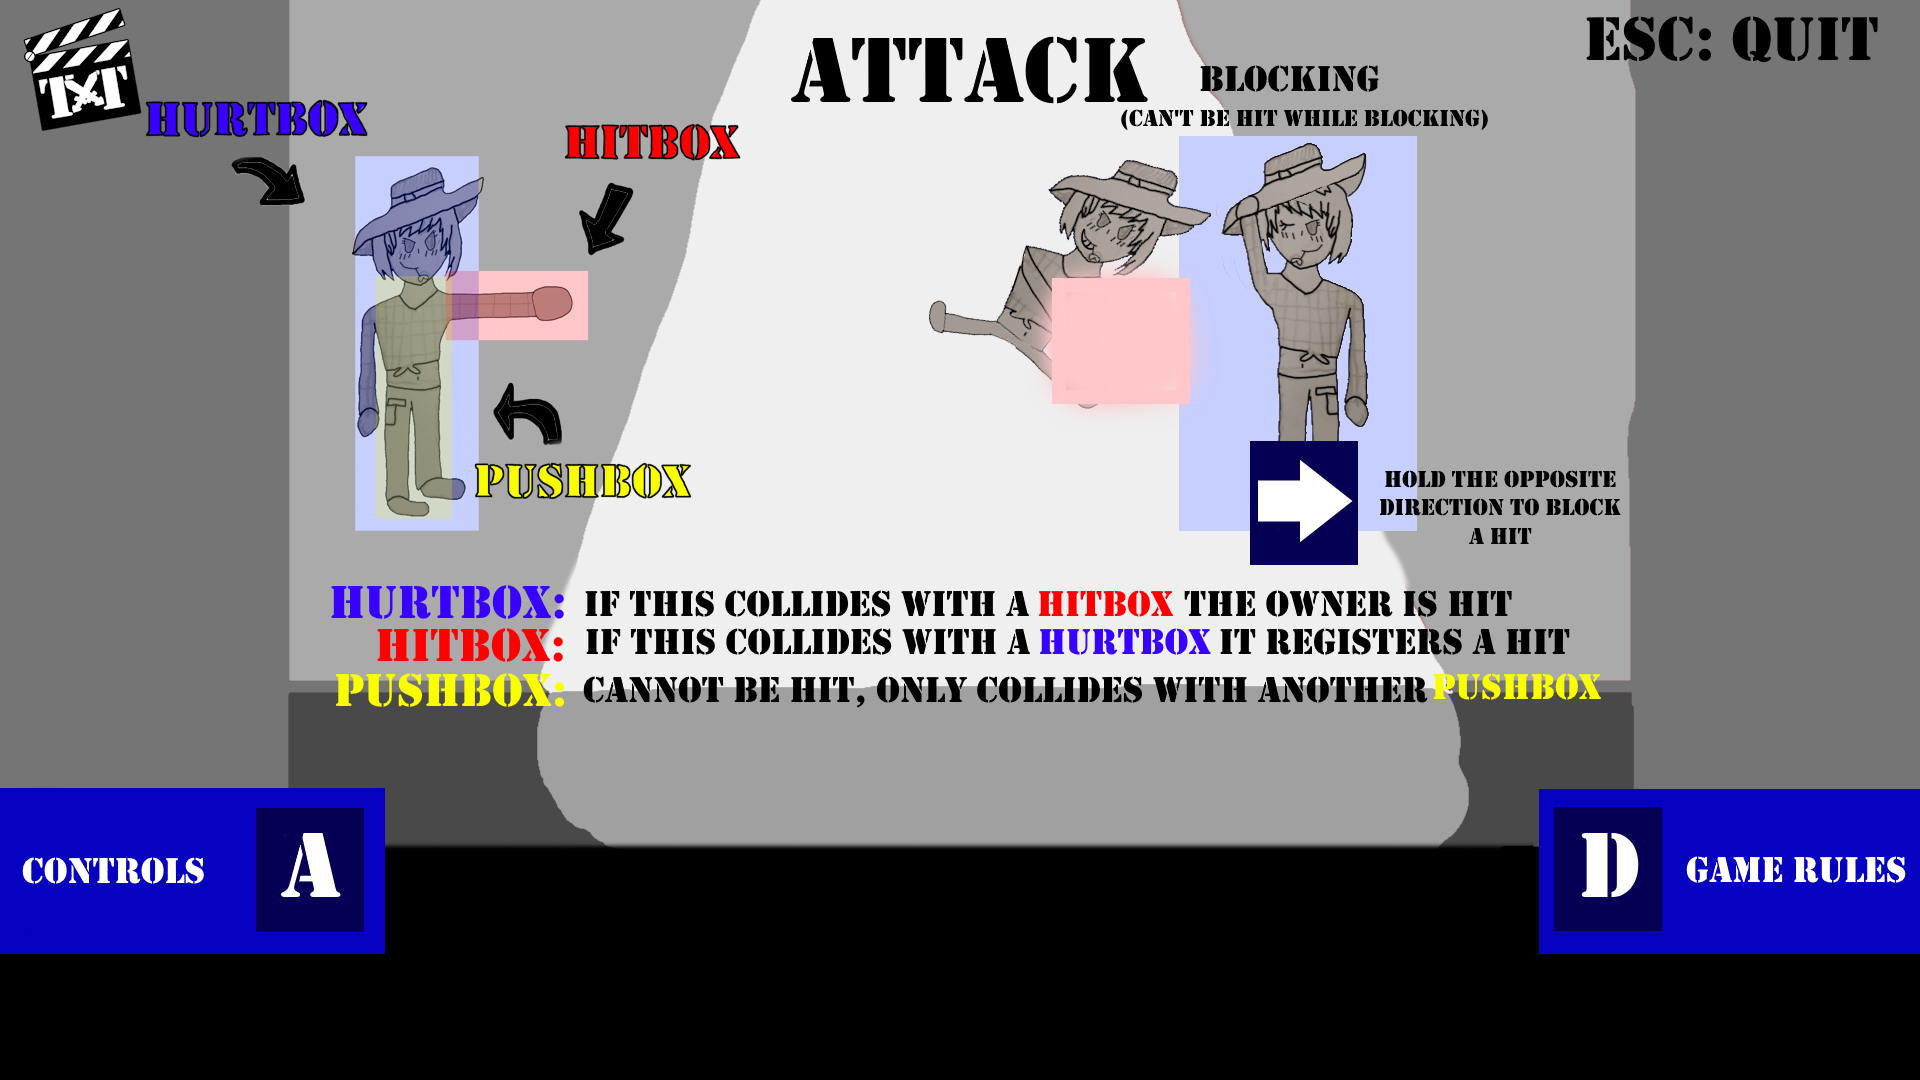 TXT
ATTACK
ESC: QUIT
HURTBOX
HITBOX
BLOCKING
(CAN'T BE HIT WHILE BLOCKING)
PUSHBOX
HOLD THE OPPOSITE
DIRECTION TO BLOCK
A HIT
HURTBOX: IF THIS COLLIDES WITH A HITBOX THE OWNER IS HIT
HITBOX: IF THIS COLLIDES WITH A HURTBOX IT REGISTERS A HIT
PUSHBOX: CANNOT BE HIT, ONLY COLLIDES WITH ANOTHER PUSHBOX
CONTROLS A
D GAME RULES